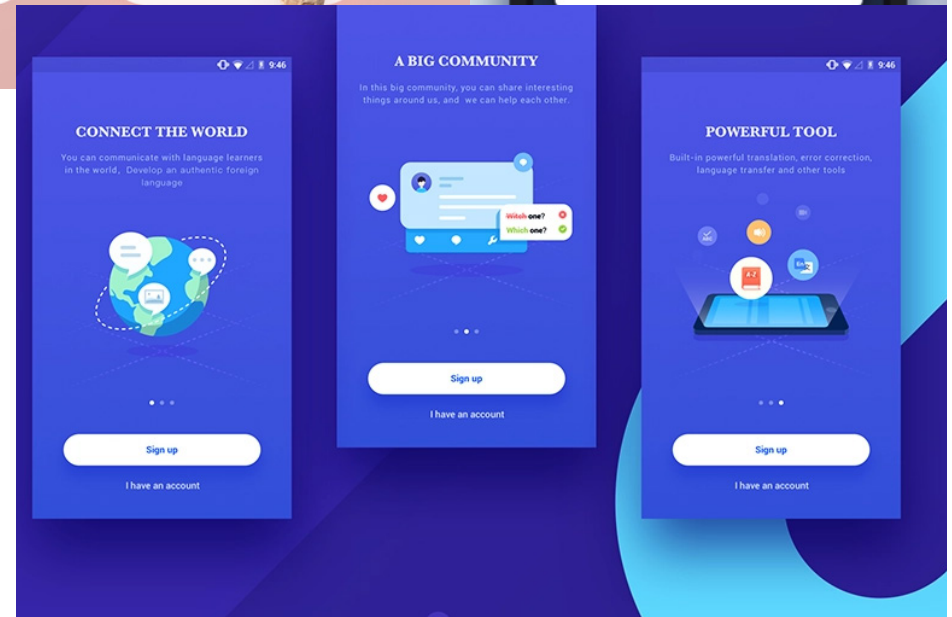 9:46
CONNECT THE WORLD
You can communicate with language learners
in the world, Develop an authentic foreign
language
Sign up
I have an account
A BIG COMMUNITY
In this big community, you can share interesting
things around us, and we can help each other.
Witch one?
Which one?
Sign up
I have an account
9:46
POWERFUL TOOL
Built-in powerful translation, error correction,
language transfer and other tools
ABC
A-Z
En
Sign up
I have an account